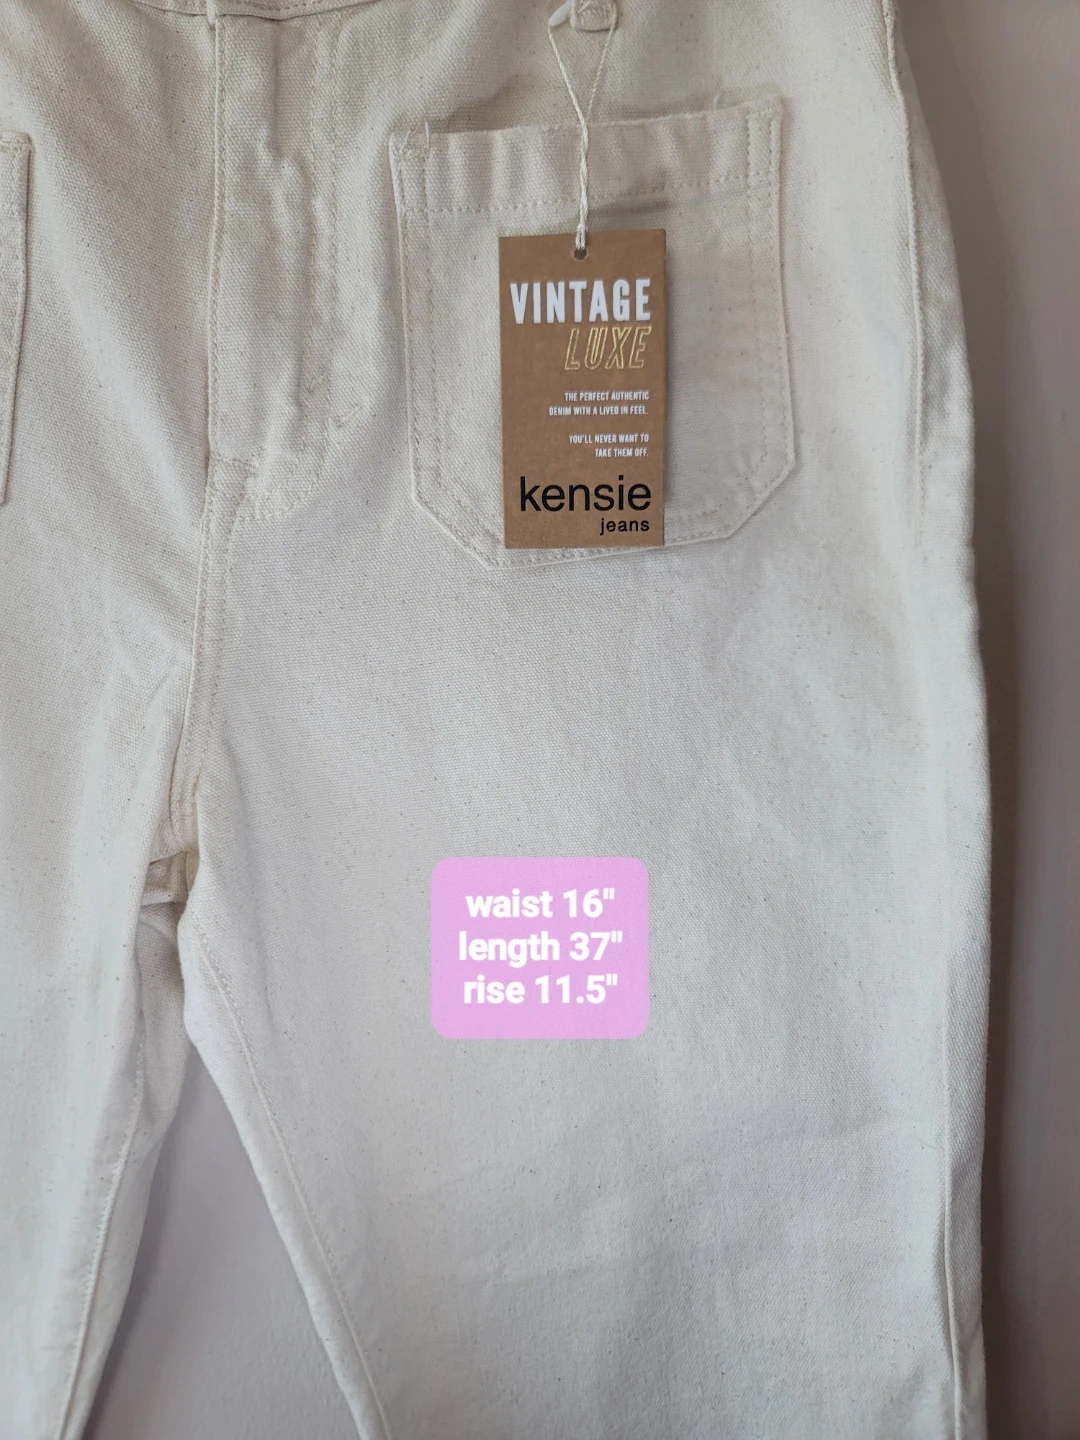 VINTAGE
LUXE
THE PERFECT AUTHENTIC
DENIM WITH A LIVED IN FEEL.
YOU'LL NEVER WANT TO
TAKE THEM OFF.
kensie
jeans
waist 16"
length 37"
rise 11.5"